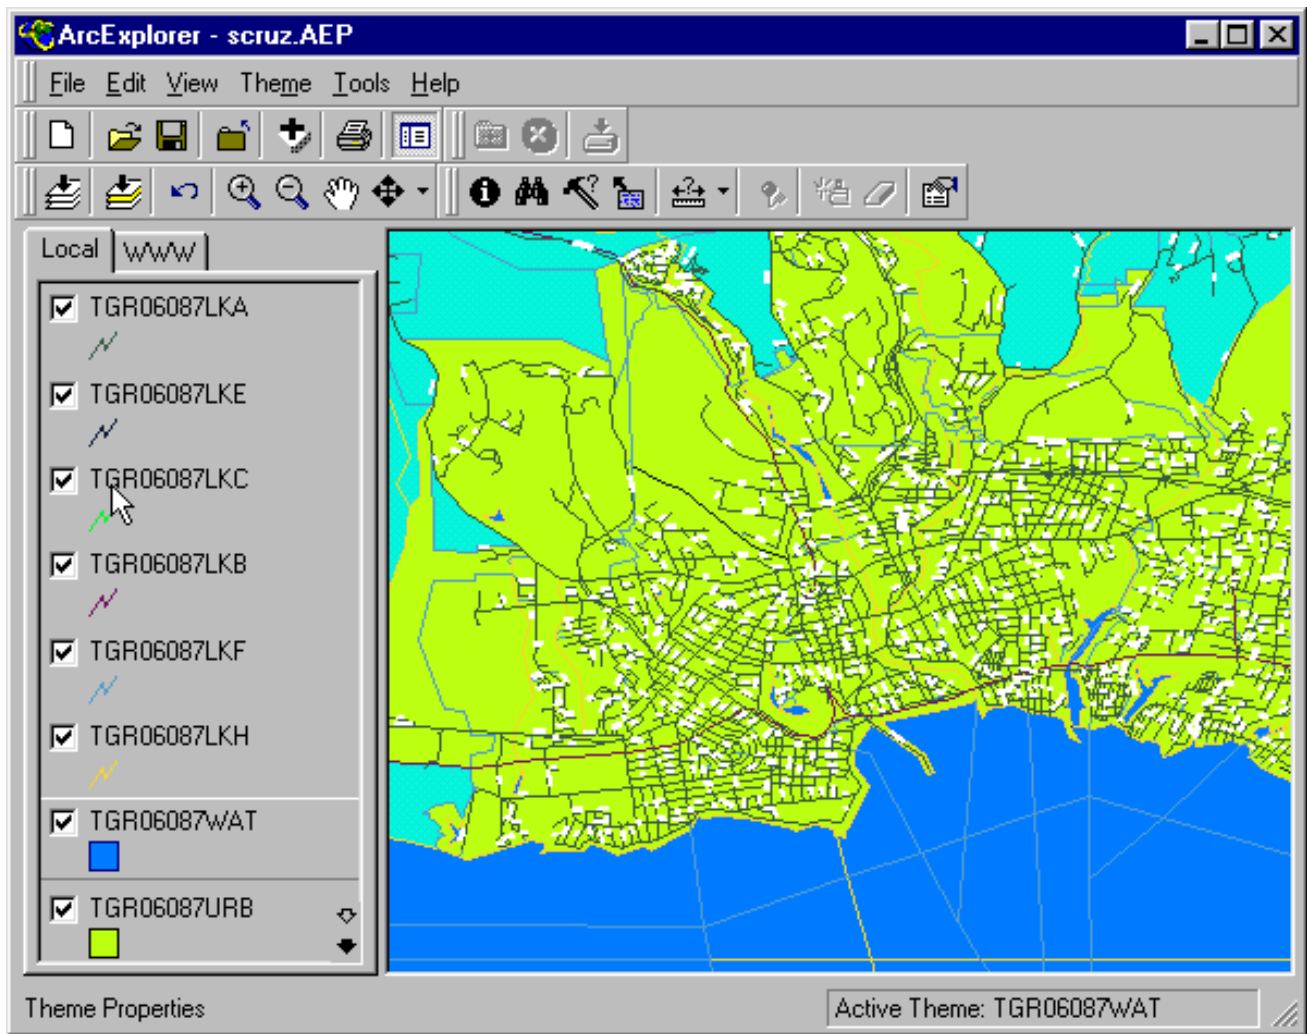 ArcExplorer - scruz.AEP
File Edit View Theme Tools Help
Local WWW
TGR06087LKA
TGR06087LKE
TGR06087LKC
TGR06087LKB
TGR06087LKF
TGR06087LKH
TGR06087WAT
TGR06087URB
Theme Properties
Active Theme: TGR06087WAT